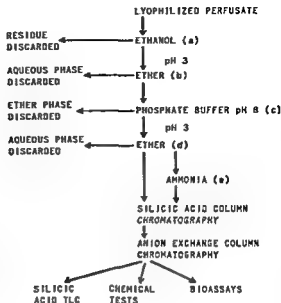 LYOPHILIZED PERFUSATE
RESIDUE
DISCARDED
ETHANOL (a)
pH 3
AQUEOUS PHASE
DISCARDED
ETHER (b)
ETHER PHASE
DISCARDED
PHOSPHATE BUFFER pH 8 (c)
pH 3
AQUEOUS PHASE
DISCARDED
ETHER (d)
AMMONIA (e)
SILICIC ACID COLUMN
CHROMATOGRAPHY
ANION EXCHANGE COLUMN
CHROMATOGRAPHY
SILICIC
ACID TLC
CHEMICAL
TESTS
BIOASSAYS